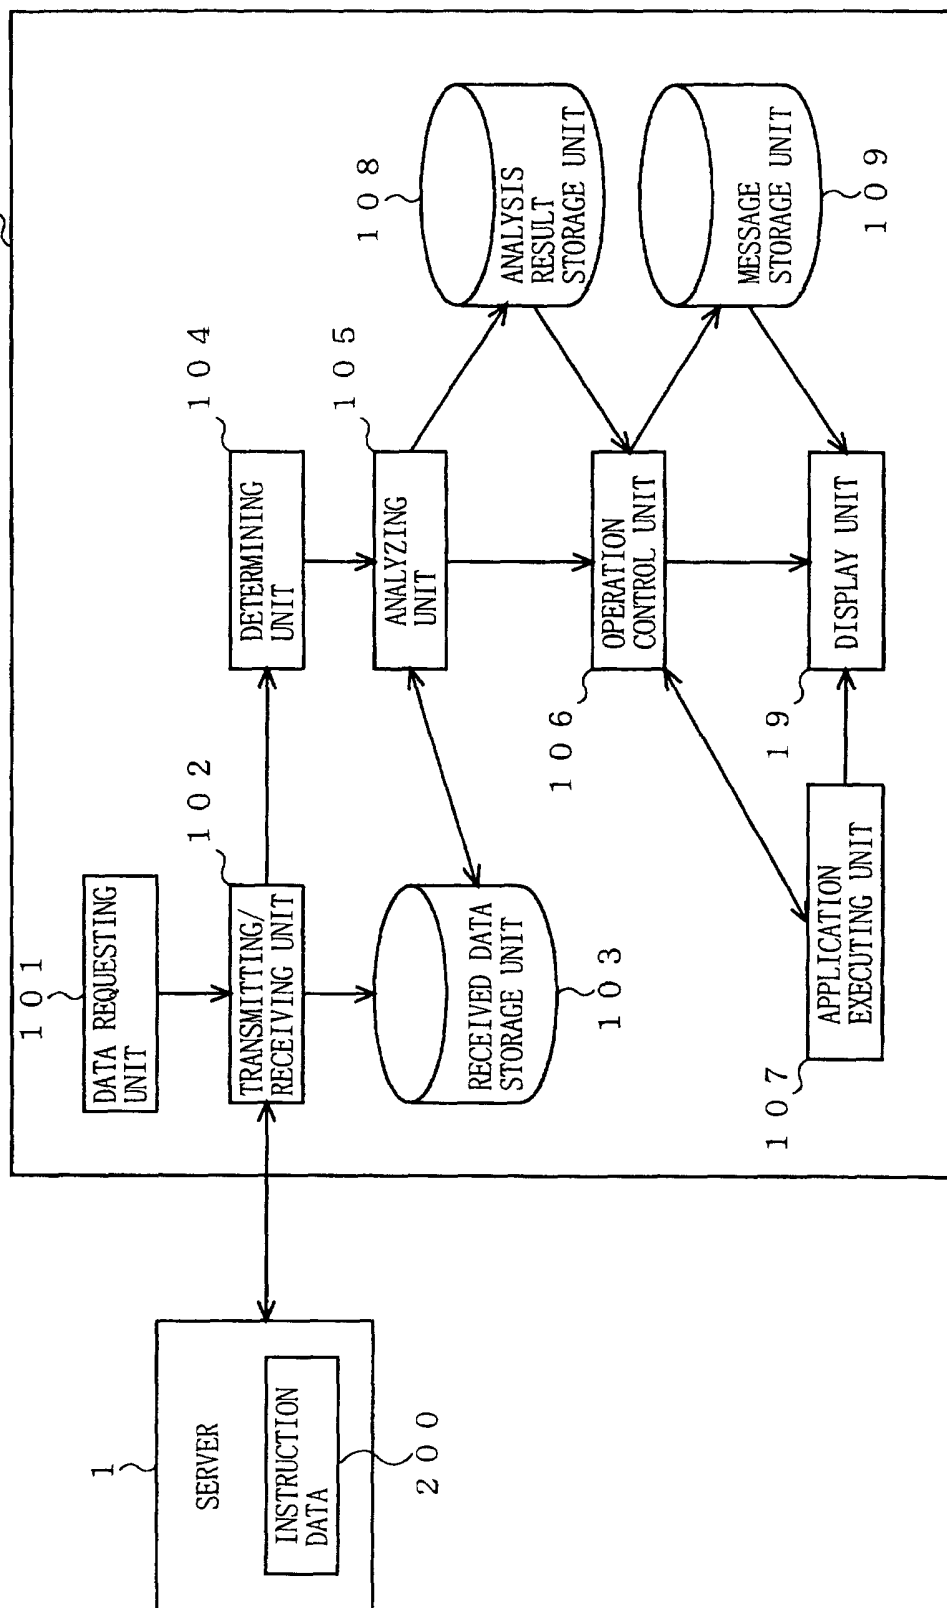 1
SERVER
INSTRUCTION
DATA
200
101
DATA REQUESTING
UNIT
102
TRANSMITTING/
RECEIVING UNIT
RECEIVED DATA
STORAGE UNIT
103
104
DETERMINING
UNIT
105
ANALYZING
UNIT
108
ANALYSIS
RESULT
STORAGE UNIT
106
OPERATION
CONTROL UNIT
MESSAGE
STORAGE UNIT
109
107
APPLICATION
EXECUTING UNIT
19
DISPLAY UNIT